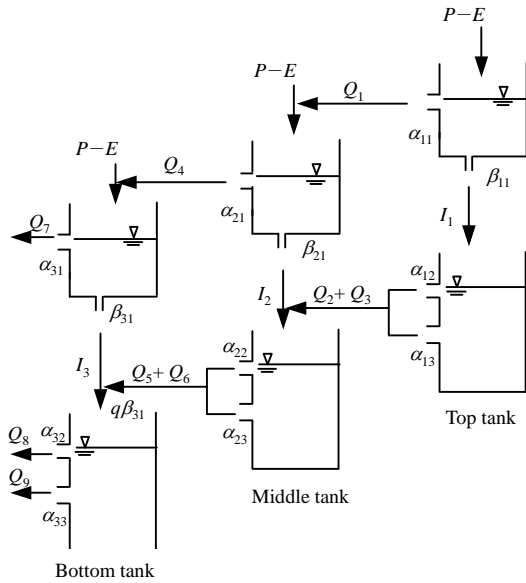 P−E
P−E
Q1
α11
β11
P−E
Q4
α21
β21
I1
Q7
α31
β31
α12
I2
Q2+ Q3
α13
I3
Q5+ Q6
α22
qβ31
α23
Top tank
Q8
α32
Q9
α33
Middle tank
Bottom tank